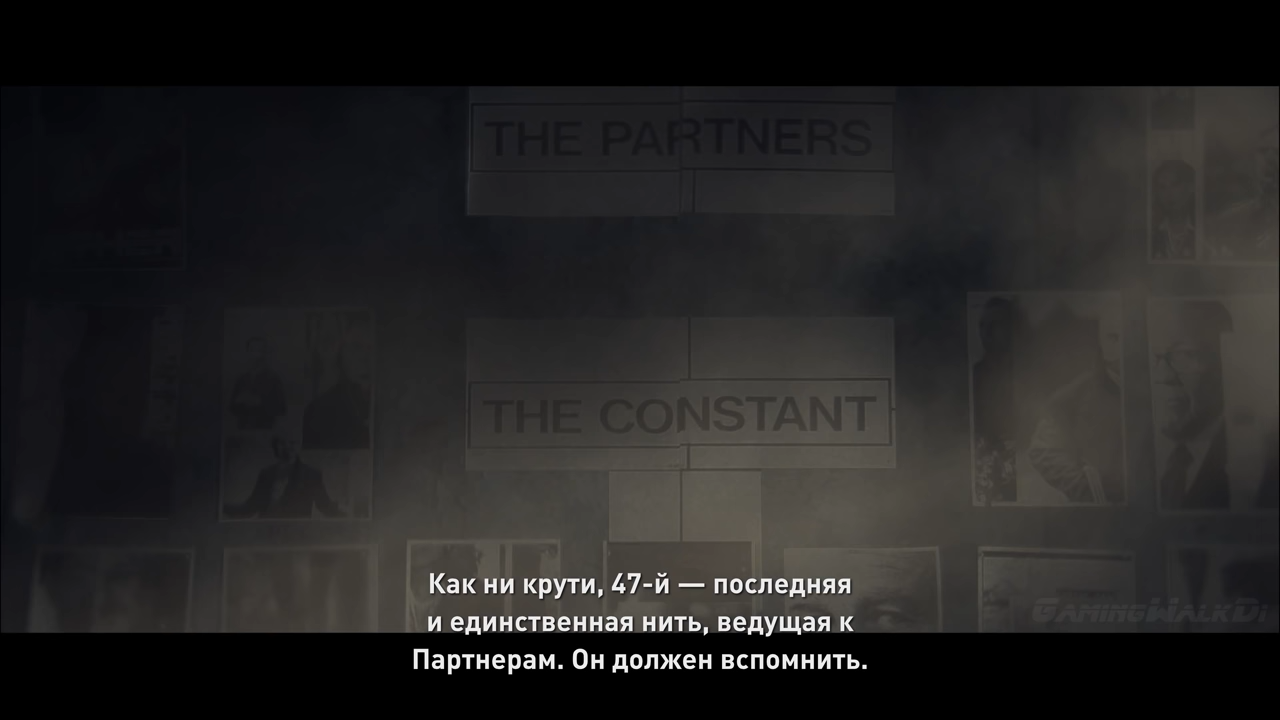 THE PARTNERS
THE CONSTANT
Как ни крути, 47-й — последняя
и единственная нить, ведущая к
Партнерам. Он должен вспомнить.